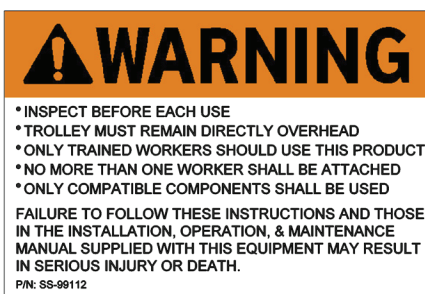 WARNING
• INSPECT BEFORE EACH USE
• TROLLEY MUST REMAIN DIRECTLY OVERHEAD
• ONLY TRAINED WORKERS SHOULD USE THIS PRODUCT
• NO MORE THAN ONE WORKER SHALL BE ATTACHED
• ONLY COMPATIBLE COMPONENTS SHALL BE USED
FAILURE TO FOLLOW THESE INSTRUCTIONS AND THOSE
IN THE INSTALLATION, OPERATION, & MAINTENANCE
MANUAL SUPPLIED WITH THIS EQUIPMENT MAY RESULT
IN SERIOUS INJURY OR DEATH.
P/N: SS-99112